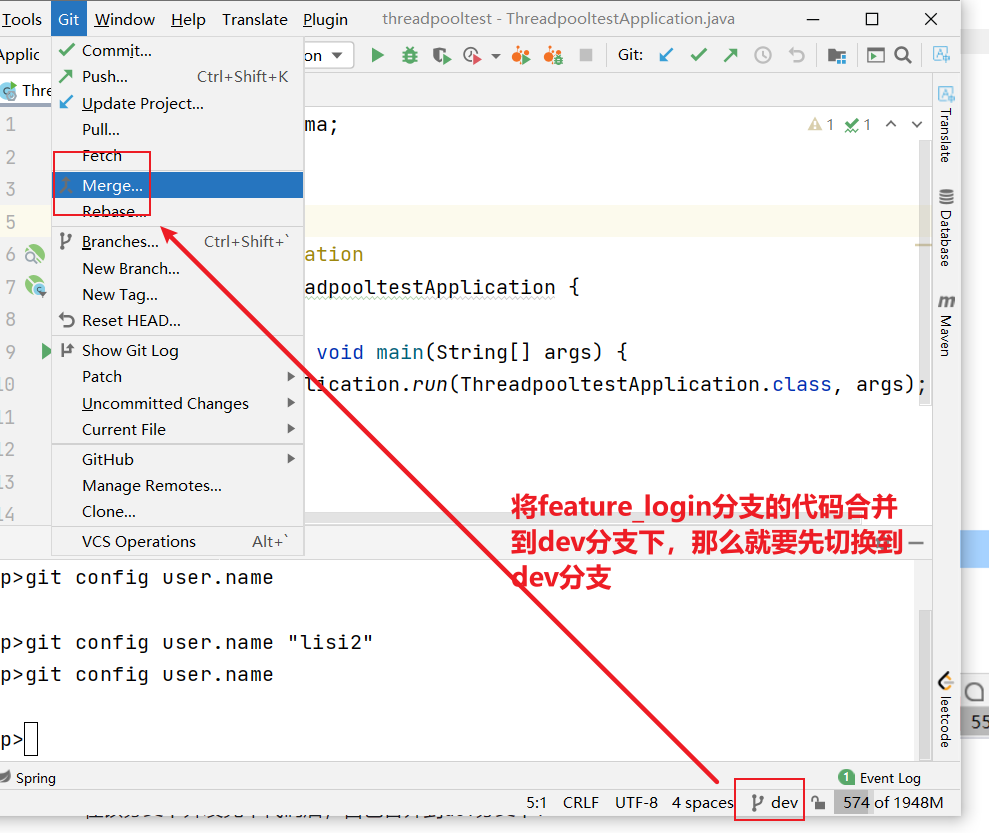 Tools Git Window Help Translate Plugin threadpooltest - ThreadpooltestApplication.java
Applic
on
Git:
Thre
Commit...
Push... Ctrl+Shift+K
Update Project...
Pull...
Fetch
Merge...
Rebase...
Branches... Ctrl+Shift+`
New Branch...
New Tag...
Reset HEAD...
Show Git Log
Patch
Uncommitted Changes
Current File
GitHub
Manage Remotes...
Clone...
VCS Operations Alt+`
1
2
3
5
6
7
8
9
10
11
12
13
14
ma;
1 1
ation
adpooltestApplication {
void main(String[] args) {
lication.run(ThreadpooltestApplication.class, args);
Translate
Database
m
Maven
leetcode
将feature_login分支的代码合并
到dev分支下，那么就要先切换到
dev分支
p>git config user.name
p>git config user.name "lisi2"
p>git config user.name
p>
Spring
1 Event Log
5:1 CRLF UTF-8 4 spaces dev 574 of 1948M
55